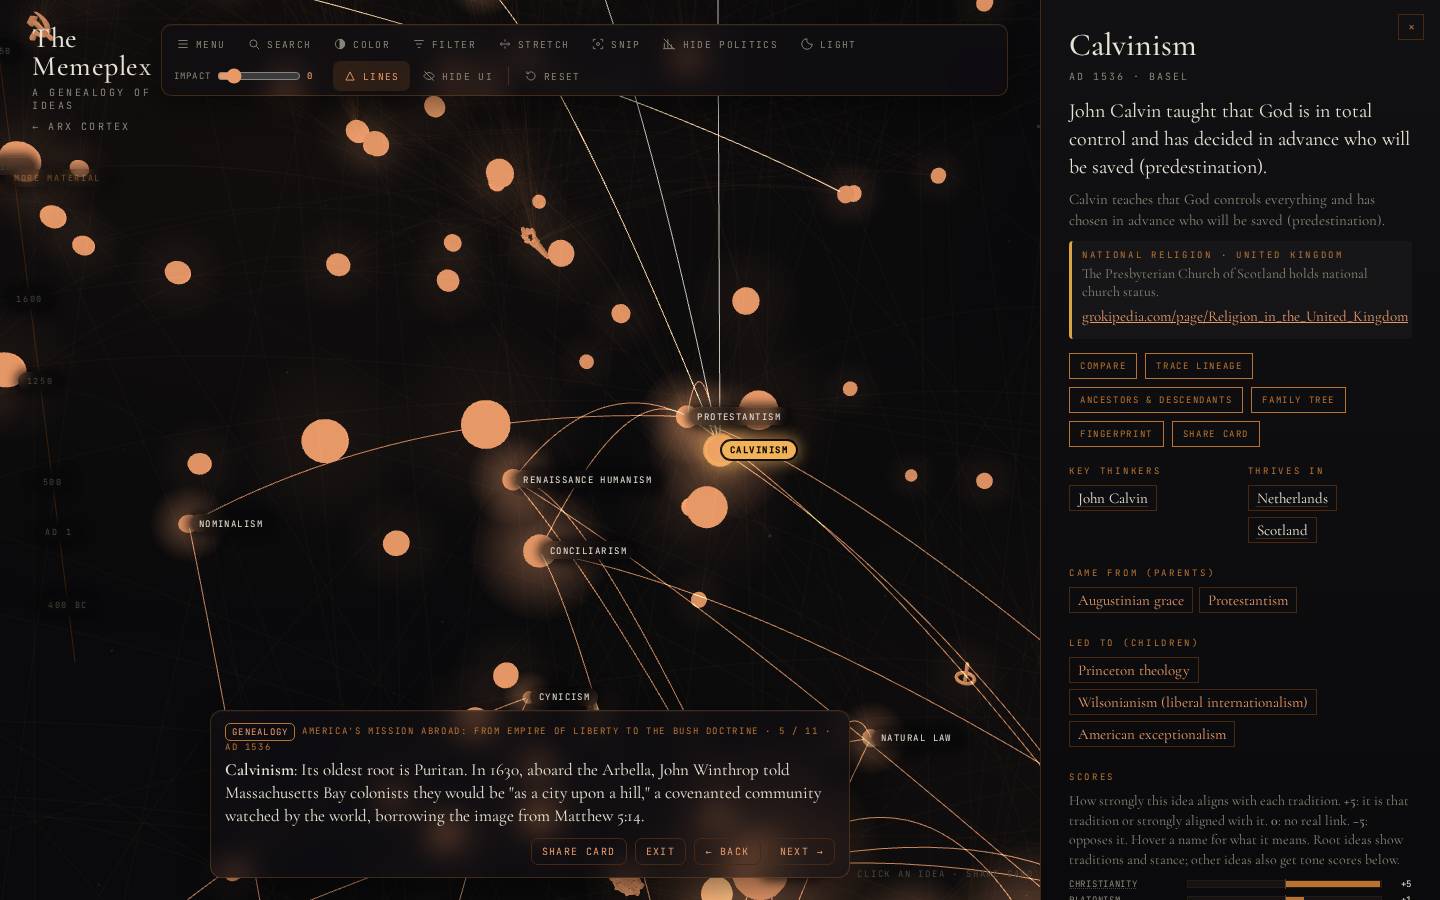 The
Memeplex
A GENEALOGY OF
IDEAS
← ARX CORTEX
MENU
SEARCH
COLOR
FILTER
STRETCH
SNIP
HIDE POLITICS
LIGHT
IMPACT
0
LINES
HIDE UI
RESET
MORE MATERIAL
1600
1250
500
AD 1
400 BC
PROTESTANTISM
CALVINISM
RENAISSANCE HUMANISM
NOMINALISM
CONCILIARISM
CYNICISM
NATURAL LAW
GENEALOGY AMERICA'S MISSION ABROAD: FROM EMPIRE OF LIBERTY TO THE BUSH DOCTRINE · 5 / 11 ·
AD 1536
Calvinism: Its oldest root is Puritan. In 1630, aboard the Arbella, John Winthrop told
Massachusetts Bay colonists they would be "as a city upon a hill," a covenanted community
watched by the world, borrowing the image from Matthew 5:14.
SHARE CARD
EXIT
← BACK
NEXT →
CLICK AN IDEA ·
×
Calvinism
AD 1536 · BASEL
John Calvin taught that God is in total
control and has decided in advance who will
be saved (predestination).
Calvin teaches that God controls everything and has
chosen in advance who will be saved (predestination).
NATIONAL RELIGION · UNITED KINGDOM
The Presbyterian Church of Scotland holds national
church status.
grokipedia.com/page/Religion_in_the_United_Kingdom
COMPARE
TRACE LINEAGE
ANCESTORS & DESCENDANTS
FAMILY TREE
FINGERPRINT
SHARE CARD
KEY THINKERS
John Calvin
THRIVES IN
Netherlands
Scotland
CAME FROM (PARENTS)
Augustinian grace
Protestantism
LED TO (CHILDREN)
Princeton theology
Wilsonianism (liberal internationalism)
American exceptionalism
SCORES
How strongly this idea aligns with each tradition. +5: it is that
tradition or strongly aligned with it. 0: no real link. −5:
opposes it. Hover a name for what it means. Root ideas show
traditions and stance; other ideas also get tone scores below.
CHRISTIANITY +5